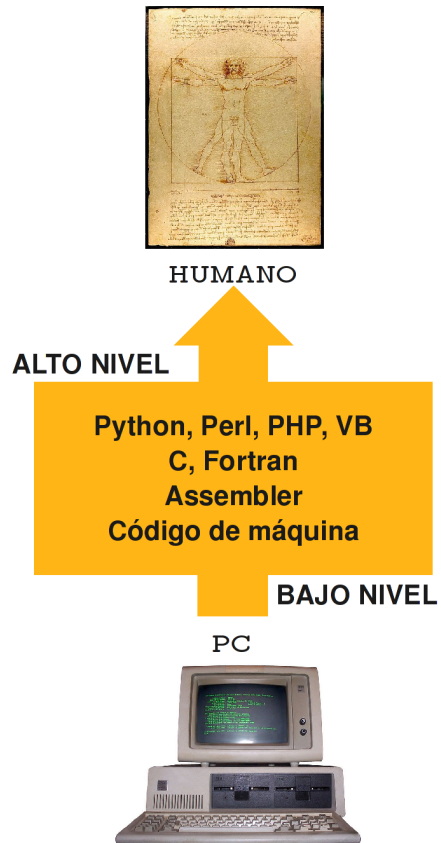 HUMANO
ALTO NIVEL
Python, Perl, PHP, VB
C, Fortran
Assembler
Código de máquina
BAJO NIVEL
PC